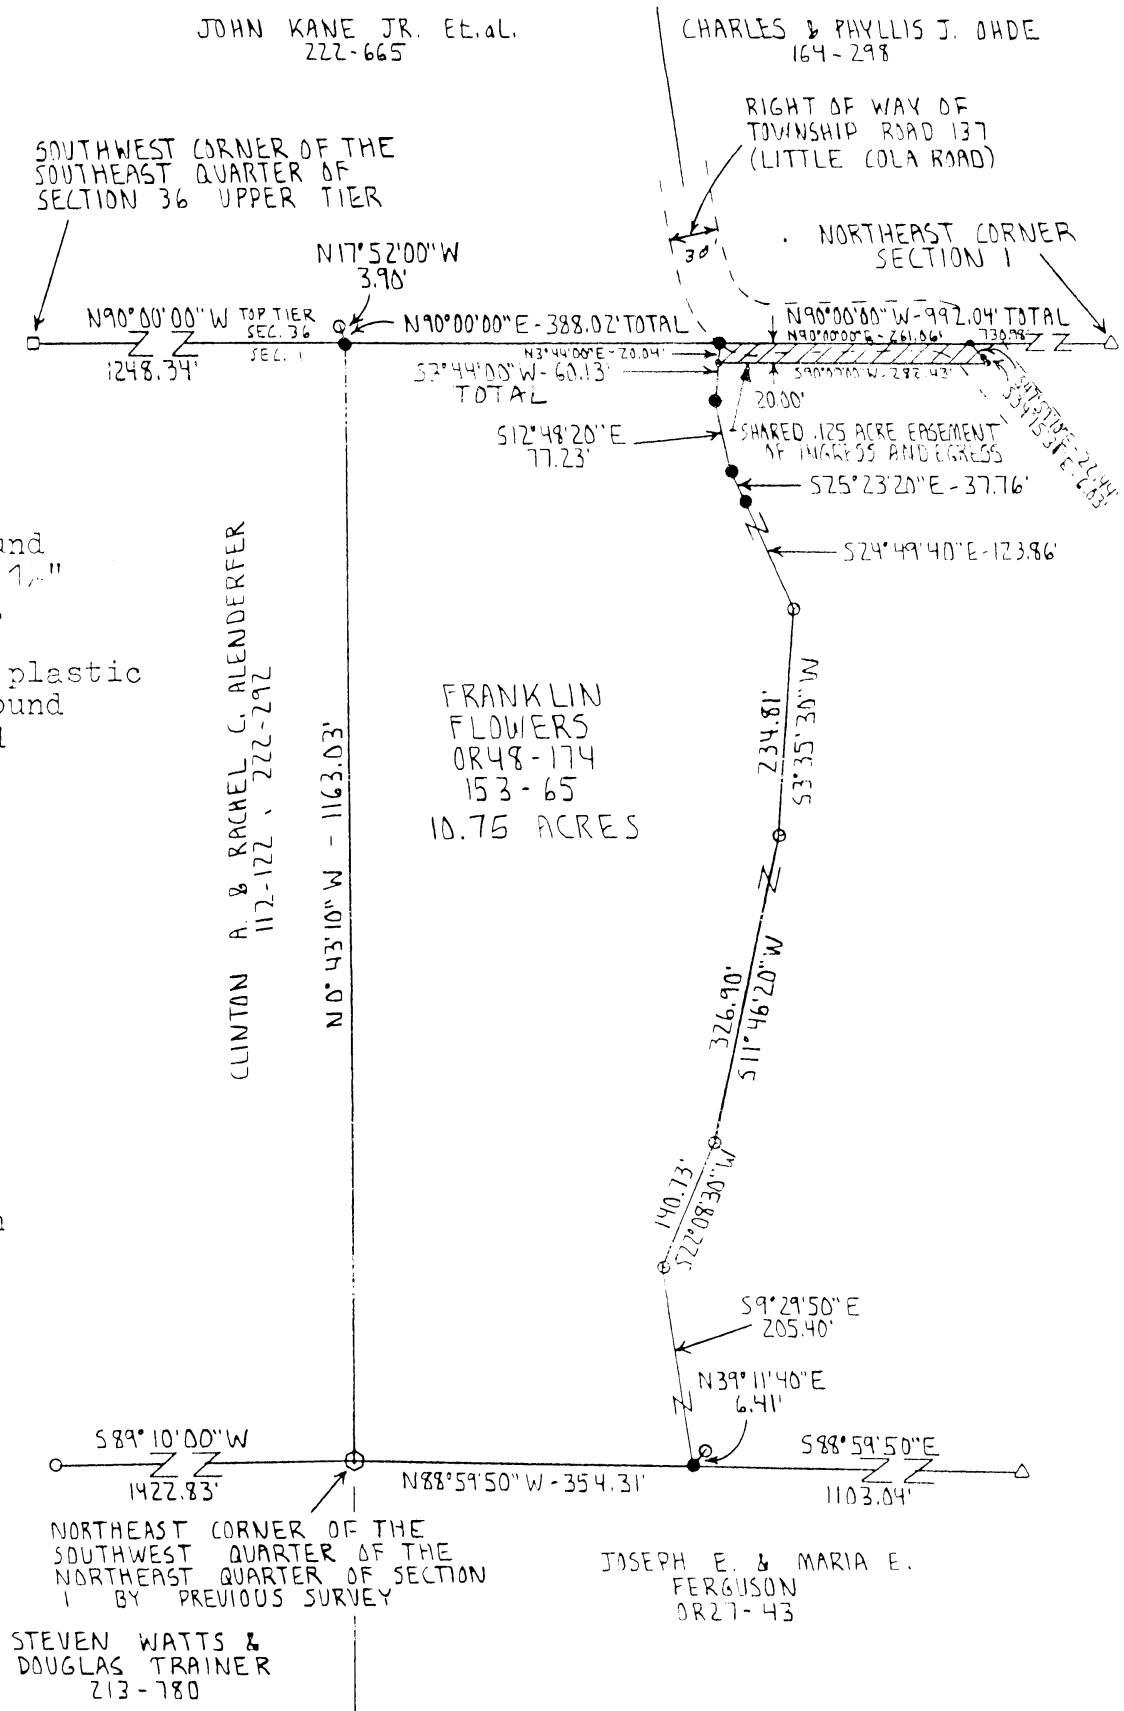 JOHN KANE JR. Et.aL.
222-665
CHARLES & PHYLLIS J. OHDE
164-298
RIGHT OF WAY OF
TOWNSHIP ROAD 137
(LITTLE COLA ROAD)
SOUTHWEST CORNER OF THE
SOUTHEAST QUARTER OF
SECTION 36 UPPER TIER
30'
NORTHEAST CORNER
SECTION 1
N17°52'00"W
3.90'
N90°00'00"W
TOP TIER
SEC. 36
SEC. 1
1248.34'
N90°00'00"E-388.02' TOTAL
N90°00'00"W-992.04' TOTAL
N90°00'00"E-261.06'
730.98'
N3°44'00"E-20.04'
S3°44'00"W-60.13'
TOTAL
S90°00'00"W-282.43'
20.00'
S12°48'20"E
77.23'
SHARED .125 ACRE EASEMENT
OF INGRESS AND EGRESS
S25°23'20"E-37.76'
S24°49'40"E-123.86'
und
plastic
ound
CLINTON A. & RACHEL C. ALENDERFER
112-122, 222-292
N0°43'10"W - 1163.03'
FRANKLIN
FLOWERS
OR48-174
153-65
10.75 ACRES
234.81'
S3°35'30"W
326.90'
S11°46'20"W
140.73'
S22°08'30"W
S9°29'50"E
205.40'
N39°11'40"E
6.41'
S89°10'00"W
1422.83'
N88°59'50"W-354.31'
S88°59'50"E
1103.04'
NORTHEAST CORNER OF THE
SOUTHWEST QUARTER OF THE
NORTHEAST QUARTER OF SECTION
1 BY PREVIOUS SURVEY
JOSEPH E. & MARIA E.
FERGUSON
OR27-43
STEVEN WATTS &
DOUGLAS TRAINER
213-780